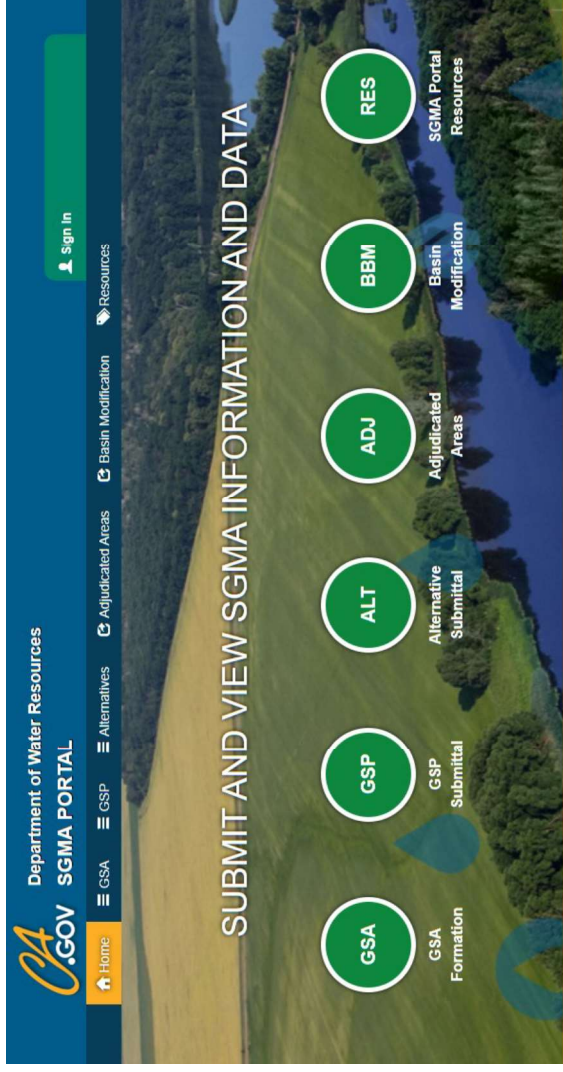 CA
.GOV
Department of Water Resources
SGMA PORTAL
Sign In
Home
GSA
GSP
Alternatives
Adjudicated Areas
Basin Modification
Resources
SUBMIT AND VIEW SGMA INFORMATION AND DATA
GSA
GSP
ALT
ADJ
BBM
RES
GSA
Formation
GSP
Submittal
Alternative
Submittal
Adjudicated
Areas
Basin
Modification
SGMA Portal
Resources